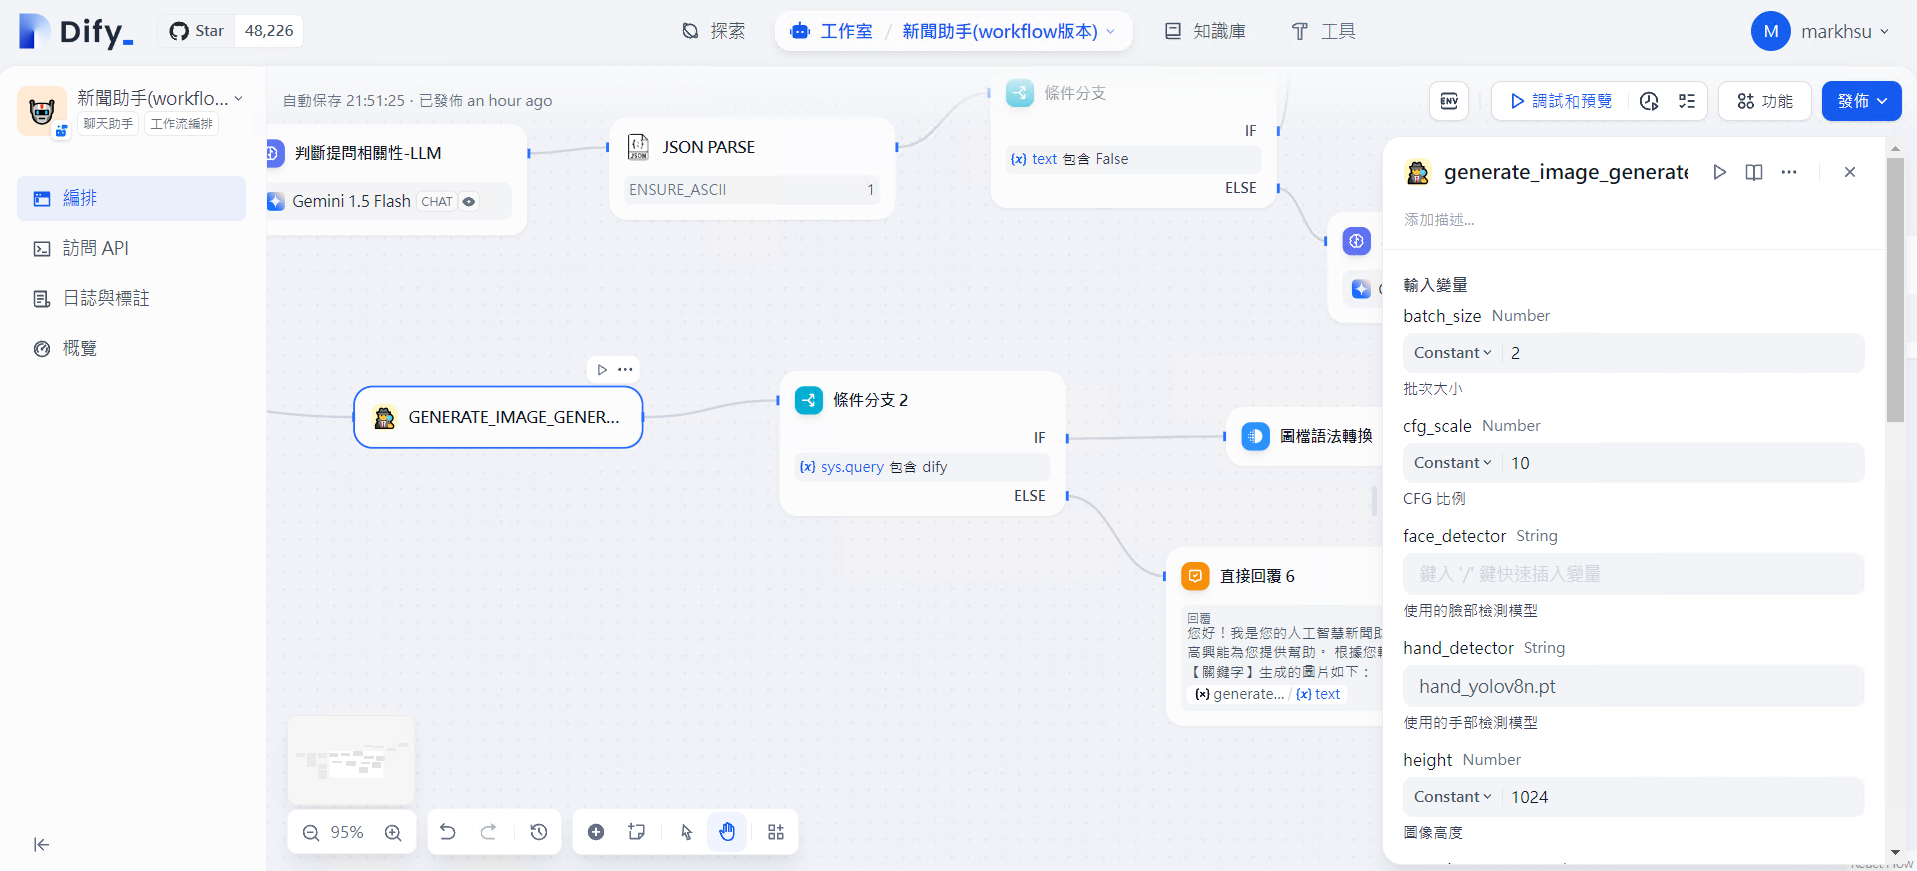 Dify_
Star 48,226
探索
工作室 / 新聞助手(workflow版本)
知識庫
工具
M markhsu
新聞助手(workflo...
聊天助手 工作流編排
編排
訪問 API
日誌與標註
概覽
自動保存 21:51:25 · 已發佈 an hour ago
ENV
調試和預覽
功能
發佈
判斷提問相關性-LLM
Gemini 1.5 Flash CHAT
JSON
JSON PARSE
ENSURE_ASCII 1
條件分支
IF
{x} text 包含 False
ELSE
GENERATE_IMAGE_GENER...
條件分支 2
IF
{x} sys.query 包含 dify
ELSE
圖檔語法轉換
直接回覆 6
回覆
您好！我是您的人工智慧新聞
高興能為您提供幫助。 根據您
【關鍵字】生成的圖片如下：
{x} generate... / {x} text
95%
generate_image_generate
添加描述...
輸入變量
batch_size Number
Constant 2
批次大小
cfg_scale Number
Constant 10
CFG 比例
face_detector String
鍵入 '/' 鍵快速插入變量
使用的臉部檢測模型
hand_detector String
hand_yolov8n.pt
使用的手部檢測模型
height Number
Constant 1024
圖像高度
React Flow